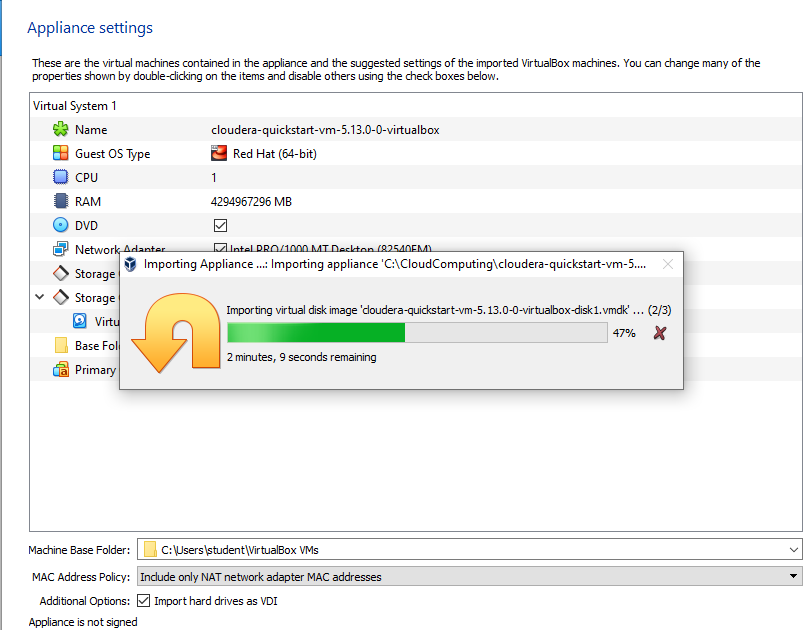 Appliance settings
These are the virtual machines contained in the appliance and the suggested settings of the imported VirtualBox machines. You can change many of the
properties shown by double-clicking on the items and disable others using the check boxes below.
Virtual System 1
Name cloudera-quickstart-vm-5.13.0-0-virtualbox
Guest OS Type Red Hat (64-bit)
CPU 1
RAM 4294967296 MB
DVD
Network Adapter Intel PRO/1000 MT Desktop (82540EM)
Importing Appliance ...: Importing appliance 'C:\CloudComputing\cloudera-quickstart-vm-5....
Storage
Storage
Importing virtual disk image 'cloudera-quickstart-vm-5.13.0-0-virtualbox-disk1.vmdk' ... (2/3)
Virtu
47%
Base Fol
2 minutes, 9 seconds remaining
Primary
Machine Base Folder: C:\Users\student\VirtualBox VMs
MAC Address Policy: Include only NAT network adapter MAC addresses
Additional Options: Import hard drives as VDI
Appliance is not signed